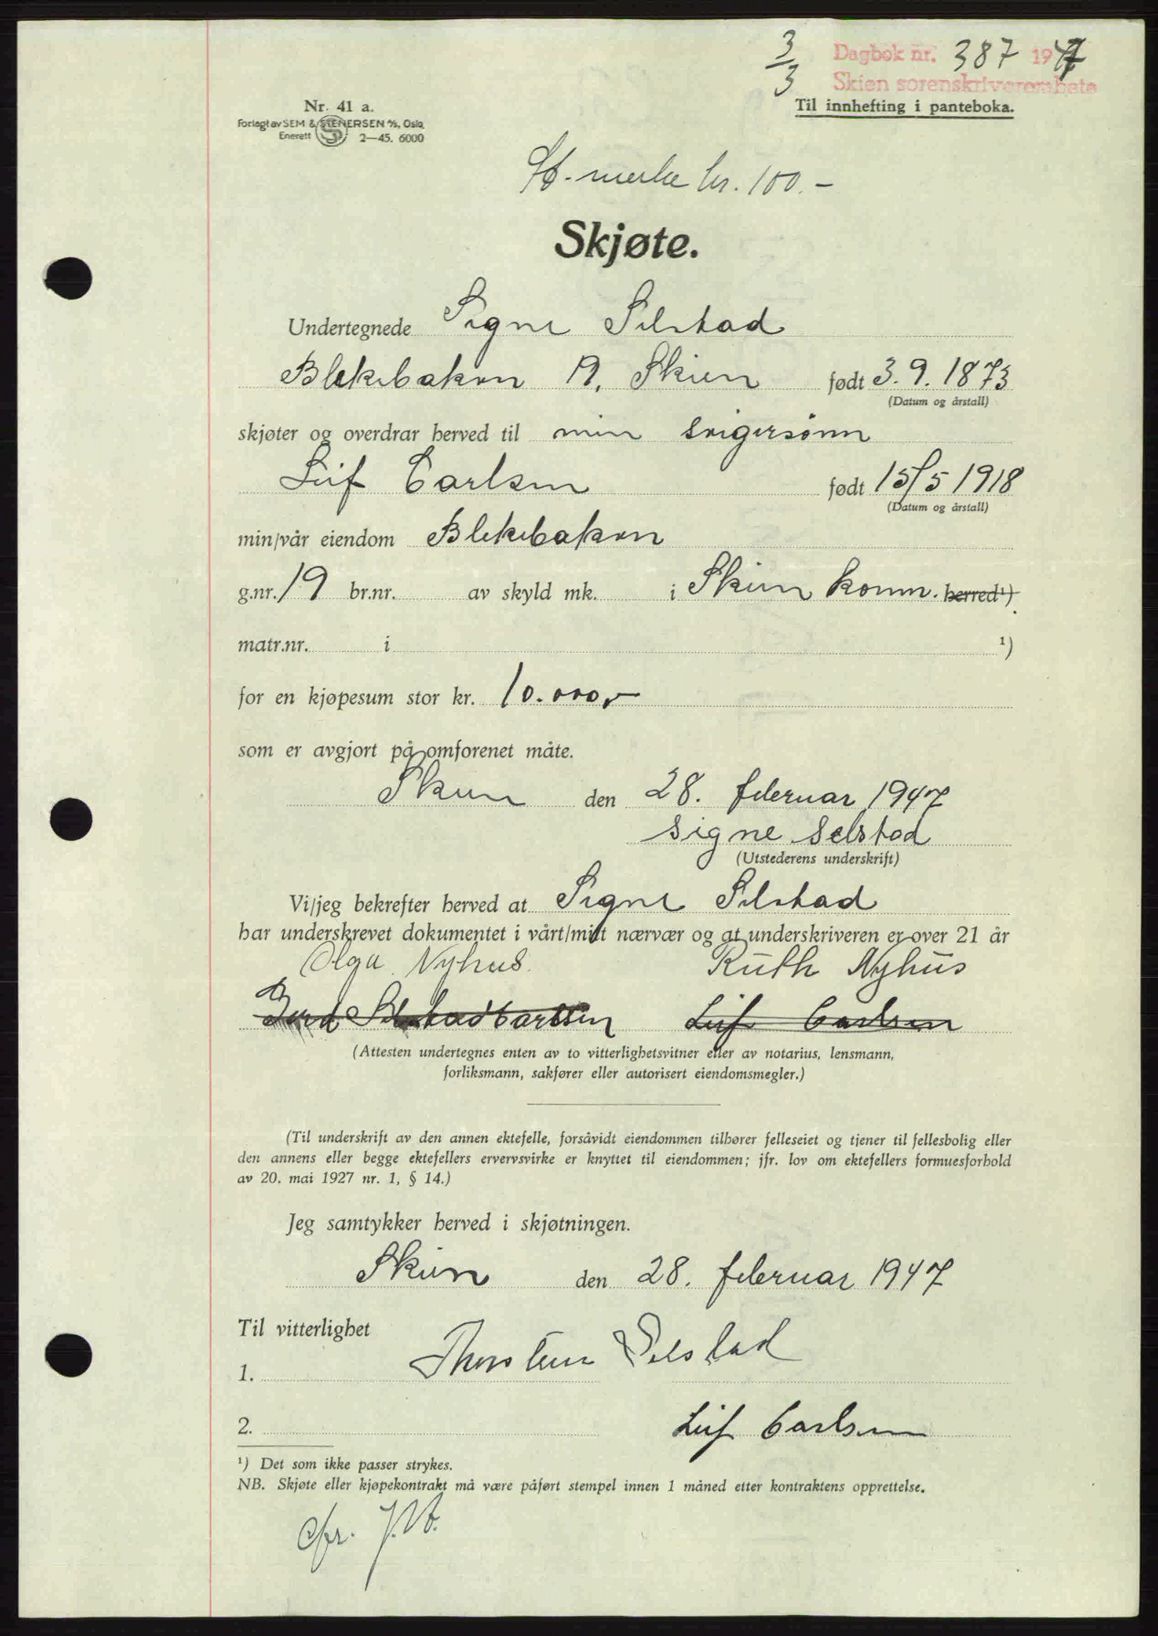 3/3 Dagbok nr. 387 1947
Skien sorenskriverembete
Til innhefting i panteboka.
Nr. 41 a.
Forlagt av SEM & STENERSEN A/S, Oslo
Enerett S 2—45. 6000
St. merke kr. 100.-
Skjøte.
Undertegnede Signe Selstad
Blekebakken 19, Skien født 3.9.1873
(Datum og årstall)
skjøter og overdrar herved til min svigersønn
Leif Carlsen født 15/5 1918
(Datum og årstall)
min/vår eiendom Blekebakken
g.nr. 19 br.nr. av skyld mk. i Skien komm. herred¹)
matr.nr. i ¹)
for en kjøpesum stor kr. 10.000,-
som er avgjort på omforenet måte.
Skien den 28. februar 1947
Signe Selstad
(Utstederens underskrift)
Vi/jeg bekrefter herved at Signe Selstad
har underskrevet dokumentet i vårt/mitt nærvær og at underskriveren er over 21 år
Olga Nyhus. Ruth Nyhus
Selstad Carlsen Leif Carlsen
(Attesten undertegnes enten av to vitterlighetsvitner eller av notarius, lensmann,
forliksmann, sakfører eller autorisert eiendomsmegler.)
(Til underskrift av den annen ektefelle, forsåvidt eiendommen tilhører felleseiet og tjener til fellesbolig eller
den annens eller begge ektefellers ervervsvirke er knyttet til eiendommen; jfr. lov om ektefellers formuesforhold
av 20. mai 1927 nr. 1, § 14.)
Jeg samtykker herved i skjøtningen.
Skien den 28. februar 1947
Til vitterlighet
1. Thorstein Selstad
2. Leif Carlsen
¹) Det som ikke passer strykes.
NB. Skjøte eller kjøpekontrakt må være påført stempel innen 1 måned etter kontraktens opprettelse.